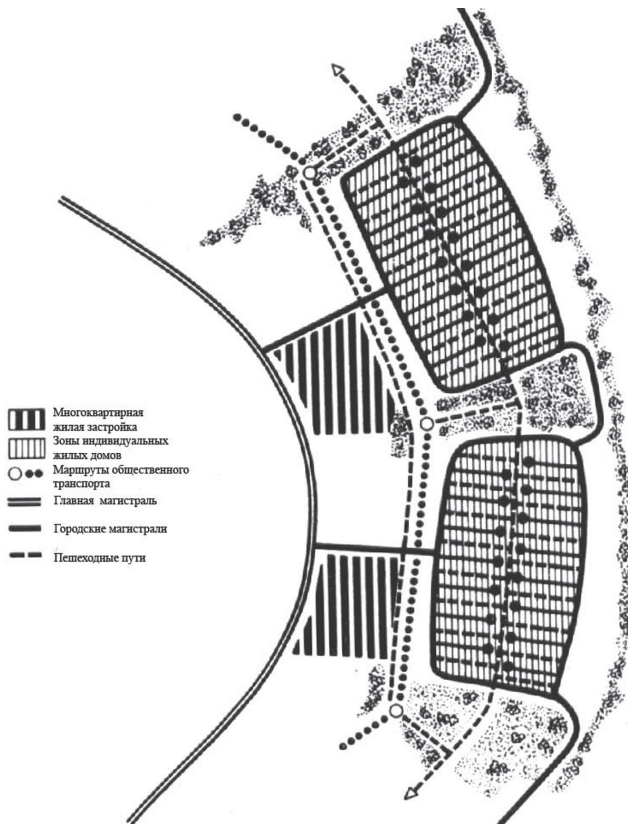 Многоквартирная
жилая застройка
Зоны индивидуальных
жилых домов
Маршруты общественного
транспорта
Главная магистраль
Городские магистрали
Пешеходные пути